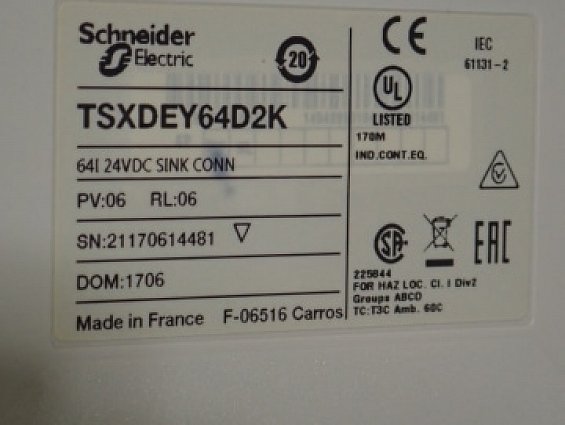 Schneider
Electric
20
TSXDEY64D2K
64I 24VDC SINK CONN
PV:06 RL:06
SN:21170614481
DOM:1706
Made in France F-06516 Carros
CE
IEC
61131-2
UL
LISTED
170M
IND.CONT.EQ.
SA
EAC
225844
FOR HAZ LOC. Cl. I Div2
Groups ABCD
TC:T3C Amb. 60C